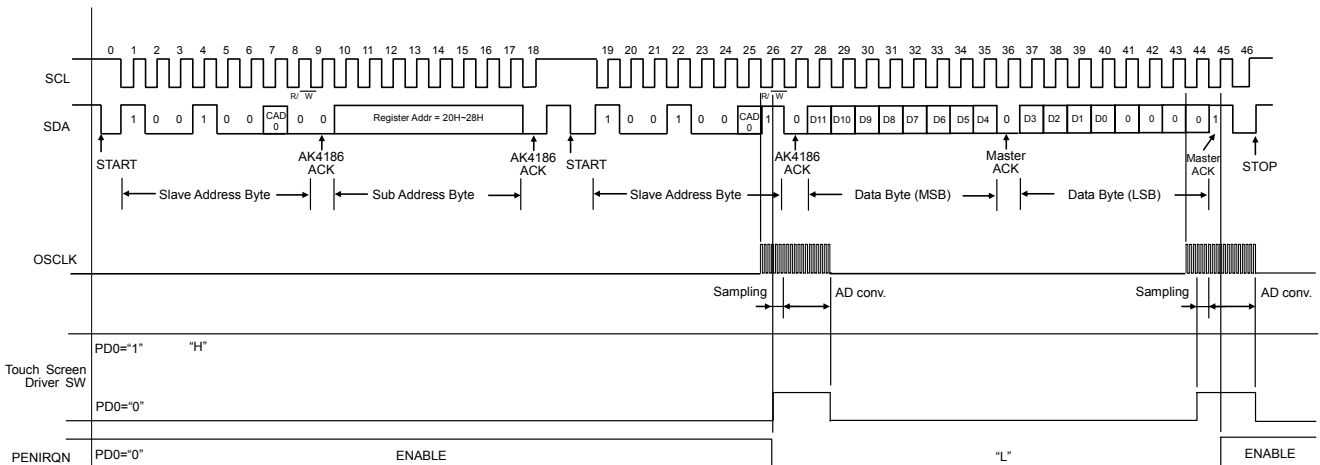 0 1 2 3 4 5 6 7 8 9 10 11 12 13 14 15 16 17 18 19 20 21 22 23 24 25 26 27 28 29 30 31 32 33 34 35 36 37 38 39 40 41 42 43 44 45 46
SCL
R/W R/W
SDA 1 0 0 1 0 0 CAD0 0 0 Register Addr = 20H~28H 1 0 0 1 0 0 CAD0 1 0 D11 D10 D9 D8 D7 D6 D5 D4 0 D3 D2 D1 D0 0 0 0 0 1
START AK4186 ACK AK4186 ACK START AK4186 ACK Master ACK Master ACK STOP
Slave Address Byte Sub Address Byte Slave Address Byte Data Byte (MSB) Data Byte (LSB)
OSCLK
Sampling AD conv. Sampling AD conv.
PD0="1" "H"
Touch Screen
Driver SW
PD0="0"
PENIRQN PD0="0" ENABLE "L" ENABLE